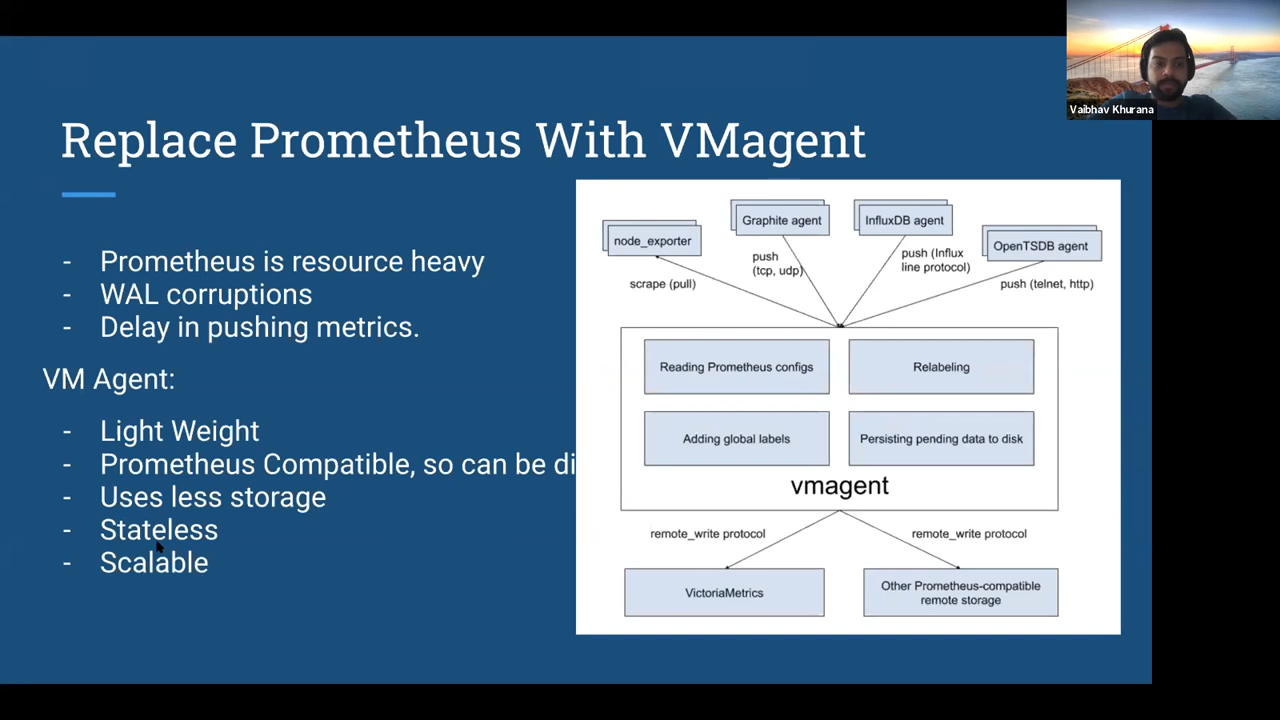 Vaibhav Khurana
Replace Prometheus With VMagent
- Prometheus is resource heavy
- WAL corruptions
- Delay in pushing metrics.
VM Agent:
- Light Weight
- Prometheus Compatible, so can be di
- Uses less storage
- Stateless
- Scalable
node_exporter
Graphite agent
InfluxDB agent
OpenTSDB agent
scrape (pull)
push
(tcp, udp)
push (Influx
line protocol)
push (telnet, http)
Reading Prometheus configs
Relabeling
Adding global labels
Persisting pending data to disk
vmagent
remote_write protocol
remote_write protocol
VictoriaMetrics
Other Prometheus-compatible
remote storage